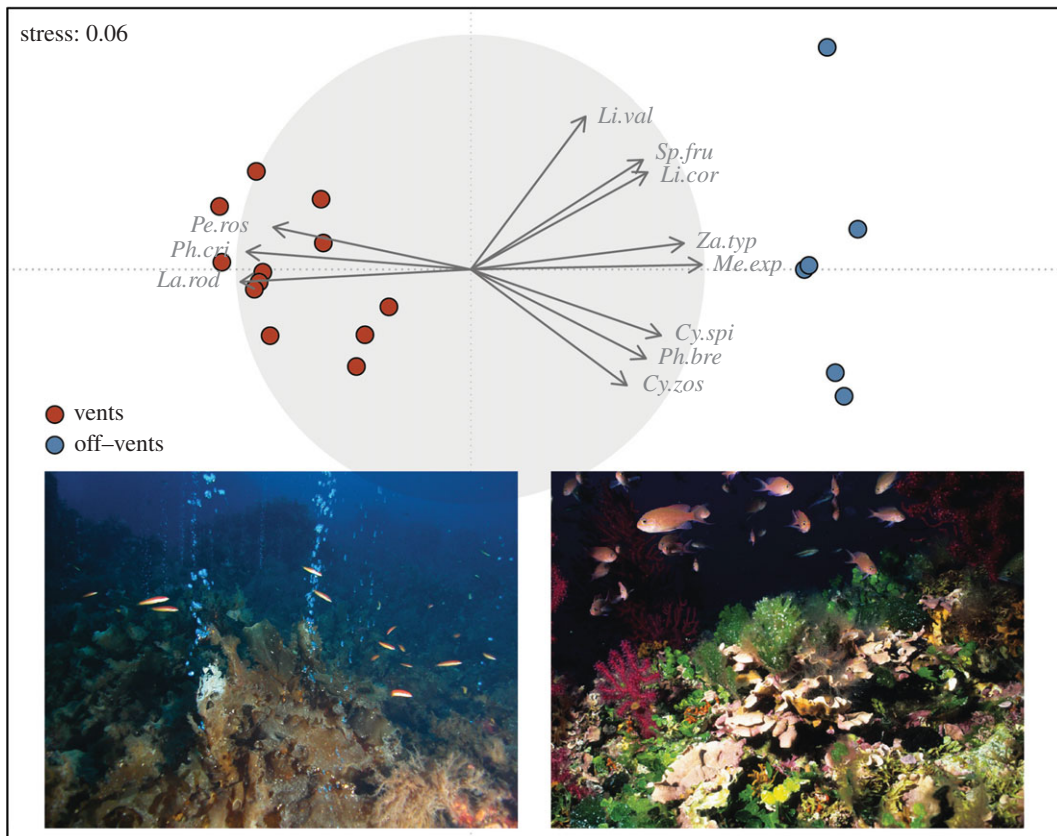 stress: 0.06
Li.val
Sp.fru
Li.cor
Pe.ros
Ph.cri
Za.typ
Me.exp
La.rod
Cy.spi
Ph.bre
Cy.zos
vents
off–vents